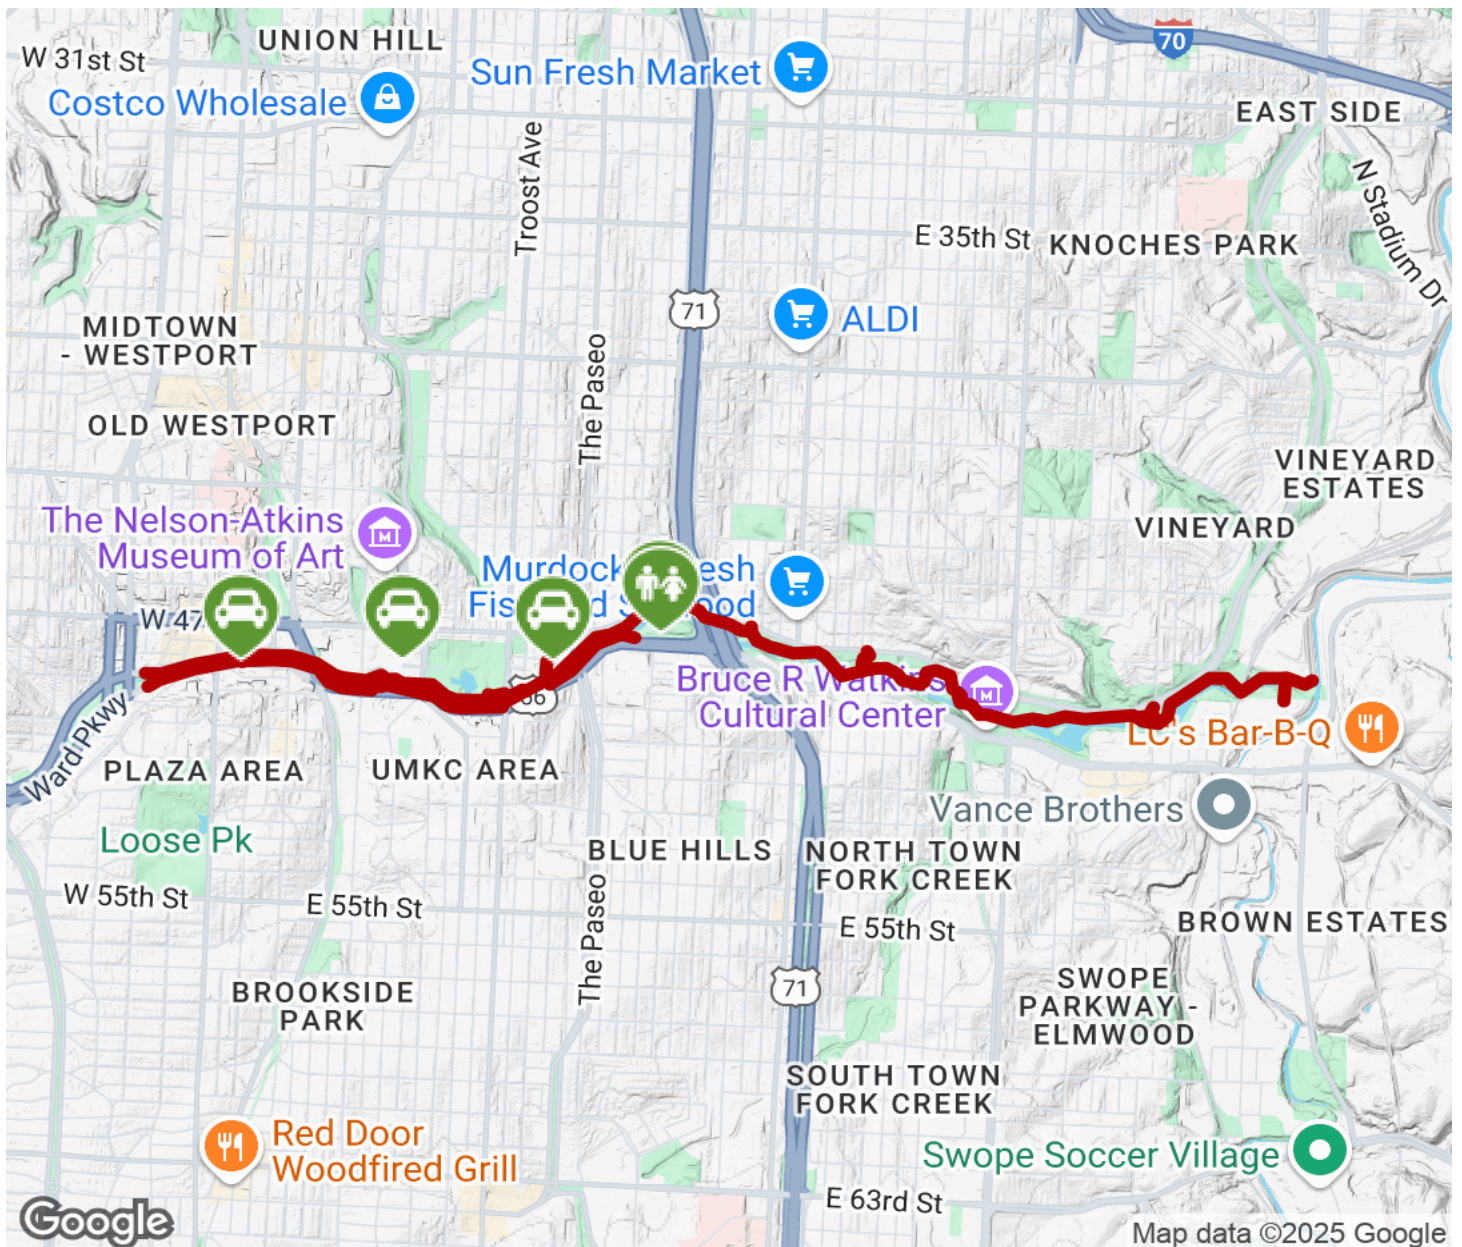 UNION HILL
W 31st St
70
Sun Fresh Market
Costco Wholesale
EAST SIDE
N Stadium Dr
Troost Ave
E 35th St
KNOCHES PARK
71
ALDI
MIDTOWN
- WESTPORT
The Paseo
OLD WESTPORT
VINEYARD
ESTATES
VINEYARD
The Nelson-Atkins
Museum of Art
W 47
Bruce R Watkins
Cultural Center
Ward Pkwy
LC's Bar-B-Q
PLAZA AREA
UMKC AREA
Vance Brothers
Loose Pk
BLUE HILLS
NORTH TOWN
FORK CREEK
W 55th St
E 55th St
The Paseo
E 55th St
BROWN ESTATES
BROOKSIDE
PARK
71
SWOPE
PARKWAY -
ELMWOOD
SOUTH TOWN
FORK CREEK
Red Door
Woodfired Grill
Swope Soccer Village
E 63rd St
Google
Map data ©2025 Google